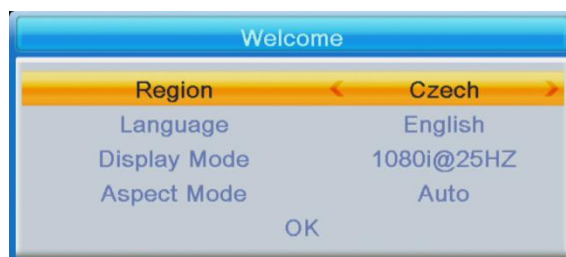 Welcome
Region < Czech >
Language English
Display Mode 1080i@25HZ
Aspect Mode Auto
OK